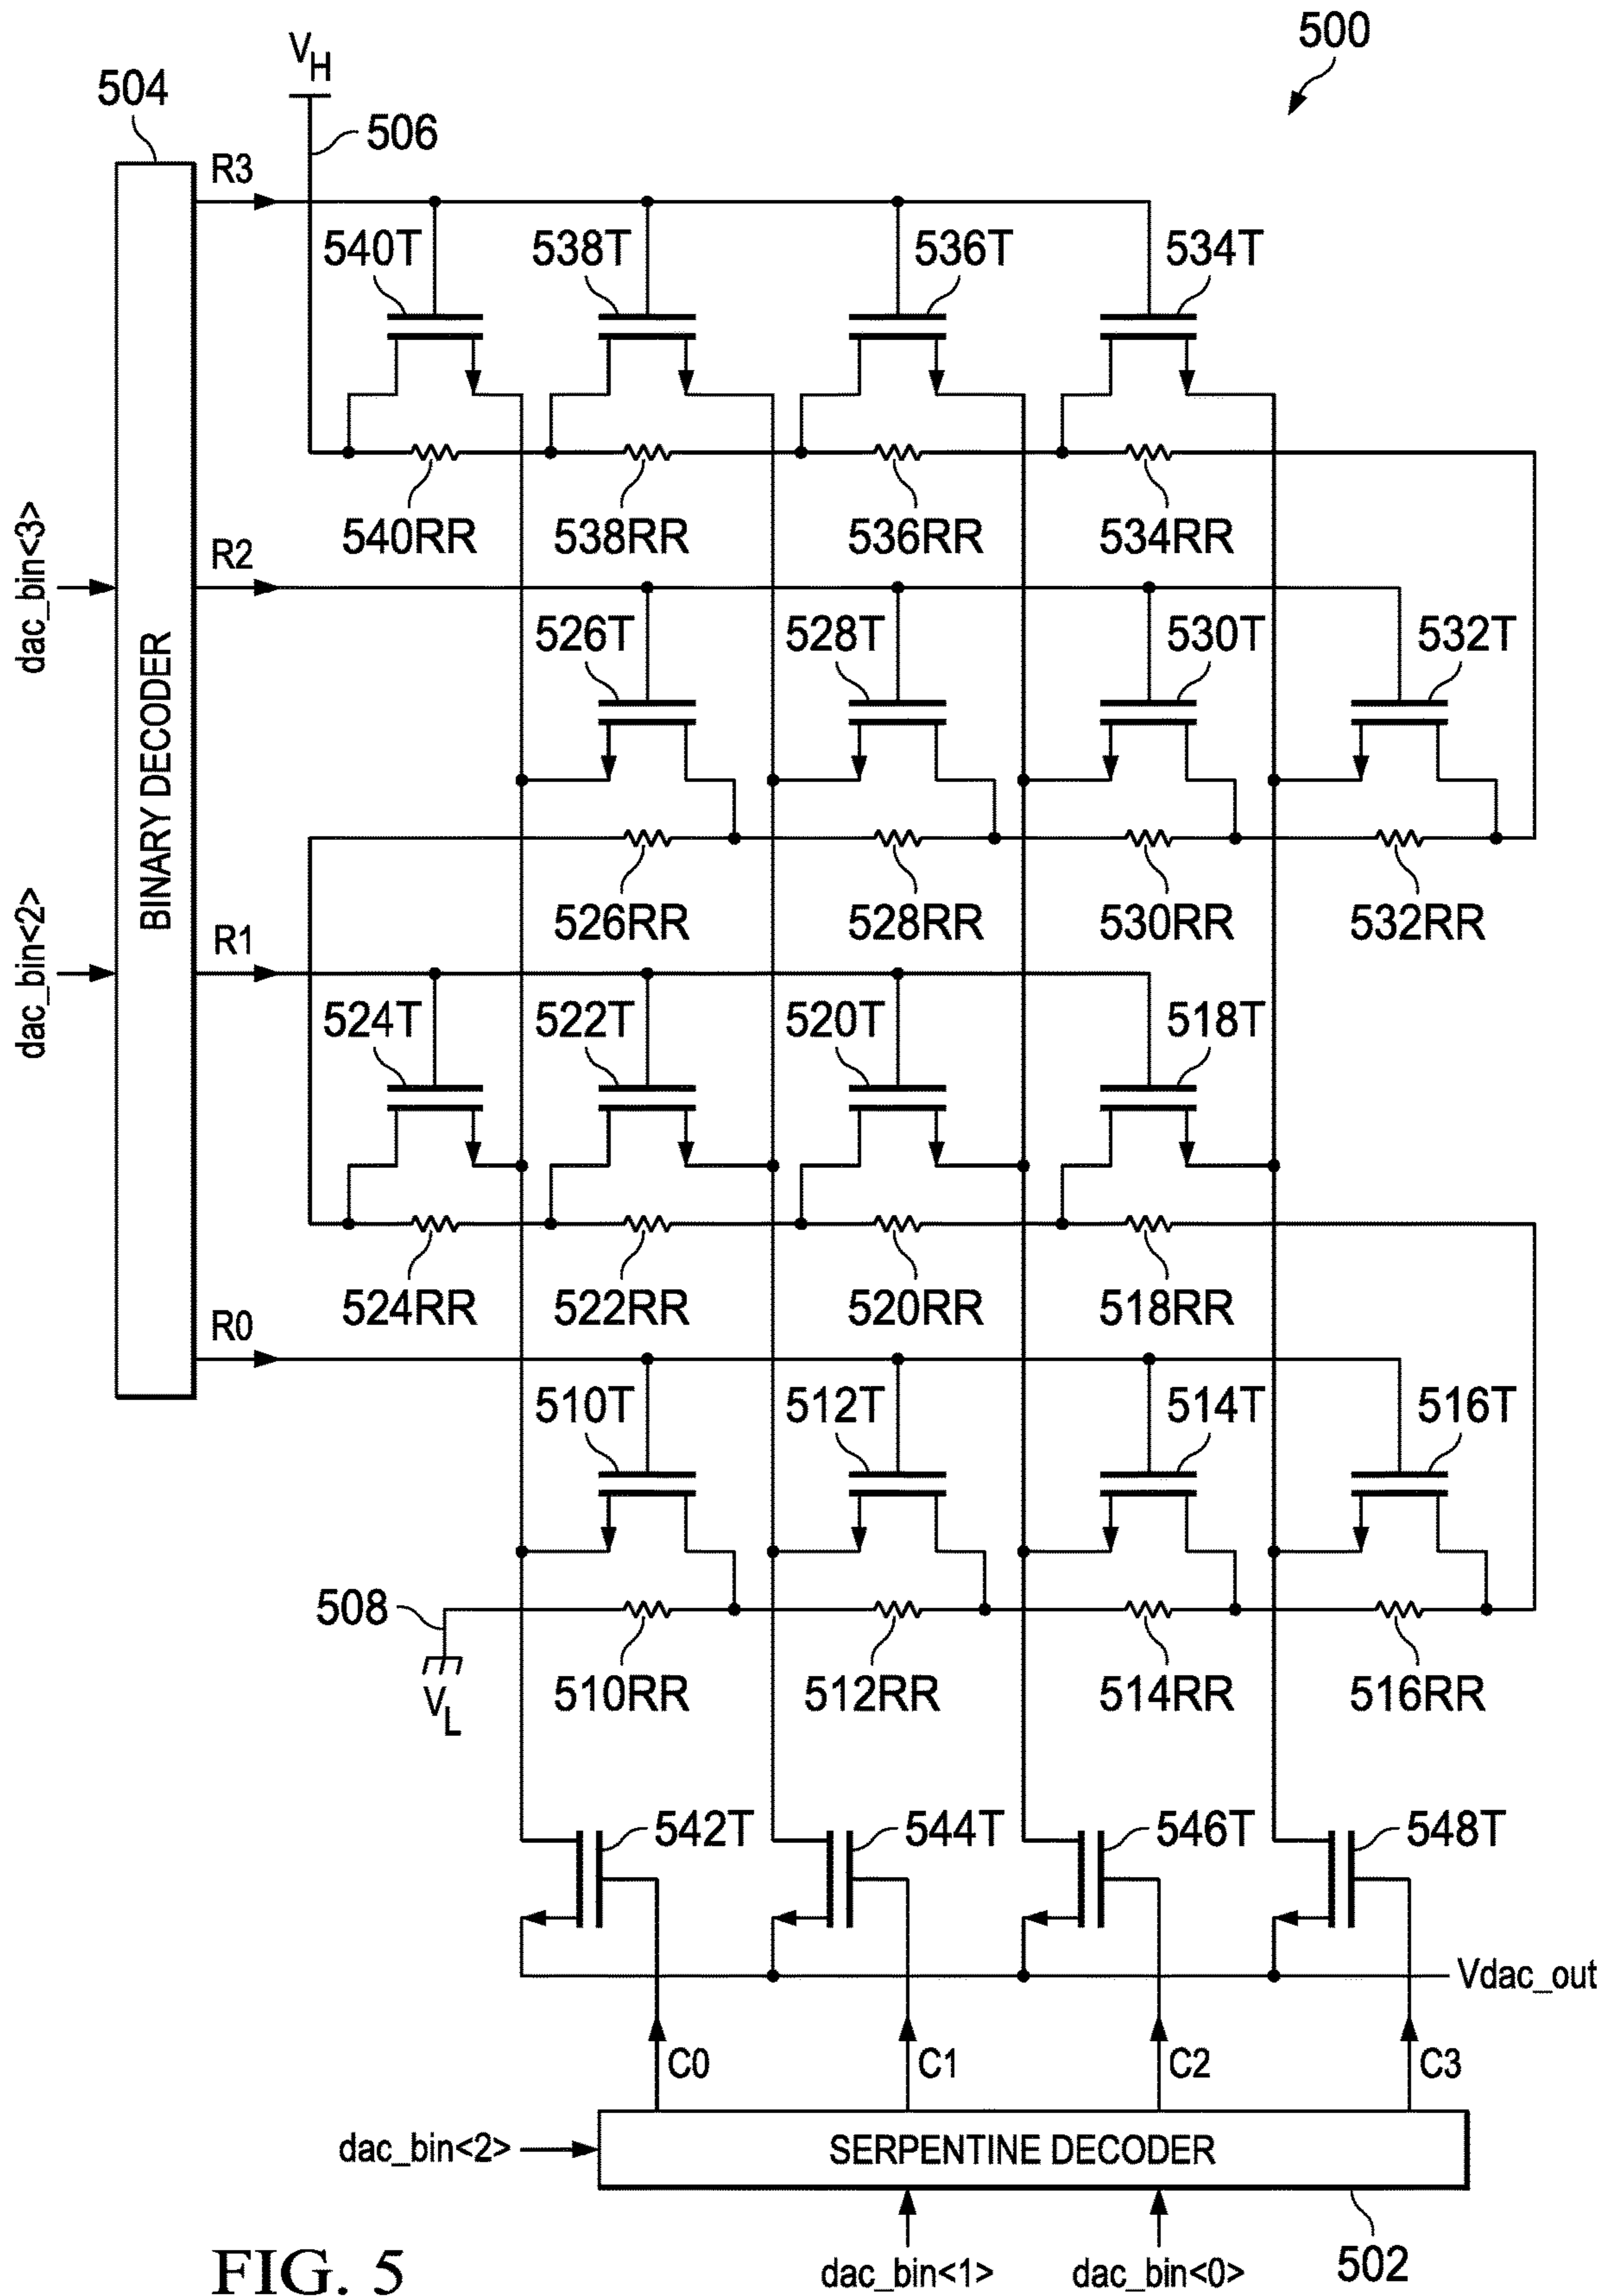 500
VH
504
506
R3
540T
538T
536T
534T
540RR
538RR
536RR
534RR
dac_bin<3>
R2
526T
528T
530T
532T
BINARY DECODER
526RR
528RR
530RR
532RR
dac_bin<2>
R1
524T
522T
520T
518T
524RR
522RR
520RR
518RR
R0
510T
512T
514T
516T
508
VL
510RR
512RR
514RR
516RR
542T
544T
546T
548T
Vdac_out
C0
C1
C2
C3
dac_bin<2>
SERPENTINE DECODER
502
dac_bin<1>
dac_bin<0>
FIG. 5